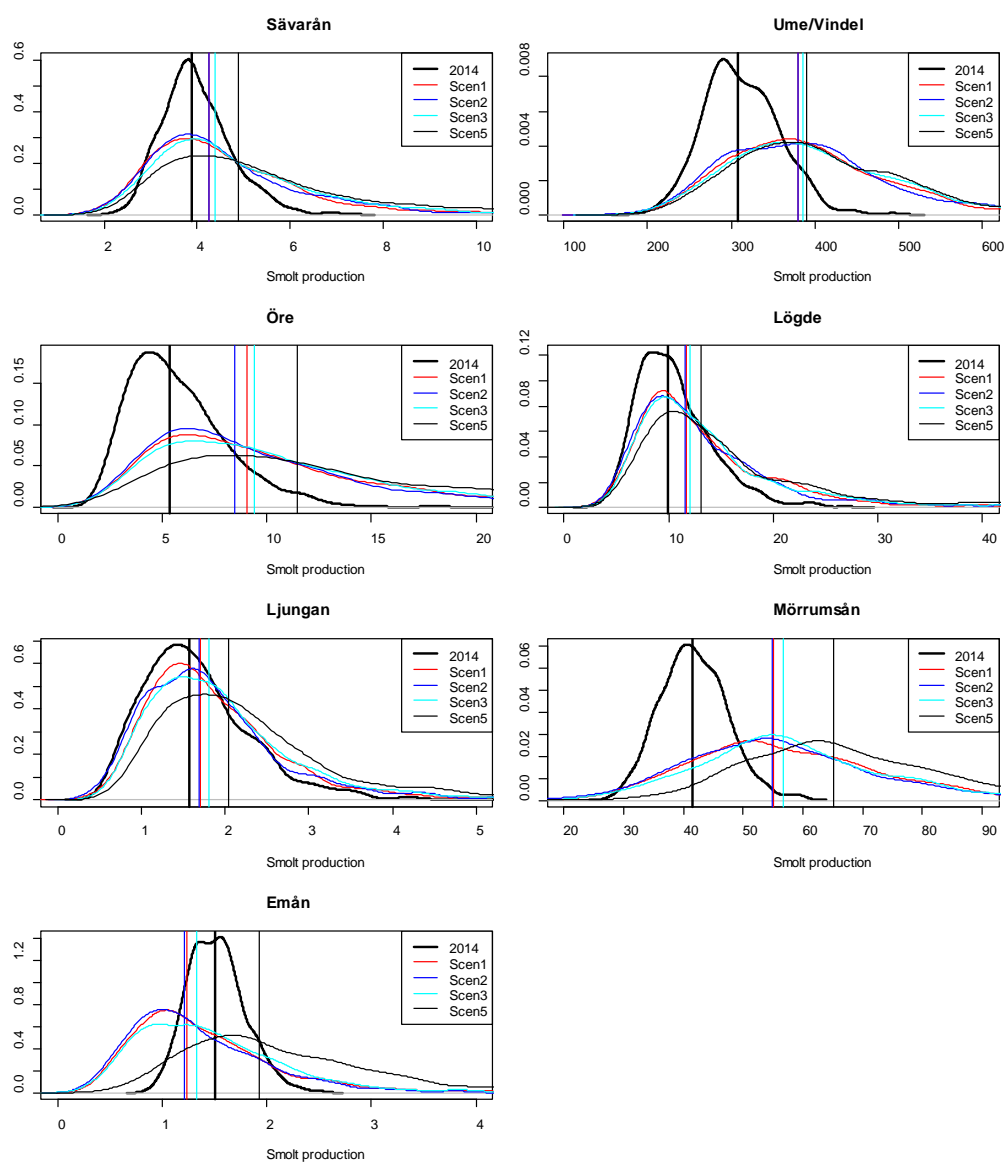 Sävarån
0.0 0.2 0.4 0.6
2014
Scen1
Scen2
Scen3
Scen5
2 4 6 8 10
Smolt production
Ume/Vindel
0.000 0.004 0.008
2014
Scen1
Scen2
Scen3
Scen5
100 200 300 400 500 600
Smolt production
Öre
0.00 0.05 0.10 0.15
2014
Scen1
Scen2
Scen3
Scen5
0 5 10 15 20
Smolt production
Lögde
0.00 0.04 0.08 0.12
2014
Scen1
Scen2
Scen3
Scen5
0 10 20 30 40
Smolt production
Ljungan
0.0 0.2 0.4 0.6
2014
Scen1
Scen2
Scen3
Scen5
0 1 2 3 4 5
Smolt production
Mörrumsån
0.00 0.02 0.04 0.06
2014
Scen1
Scen2
Scen3
Scen5
20 30 40 50 60 70 80 90
Smolt production
Emån
0.0 0.4 0.8 1.2
2014
Scen1
Scen2
Scen3
Scen5
0 1 2 3 4
Smolt production